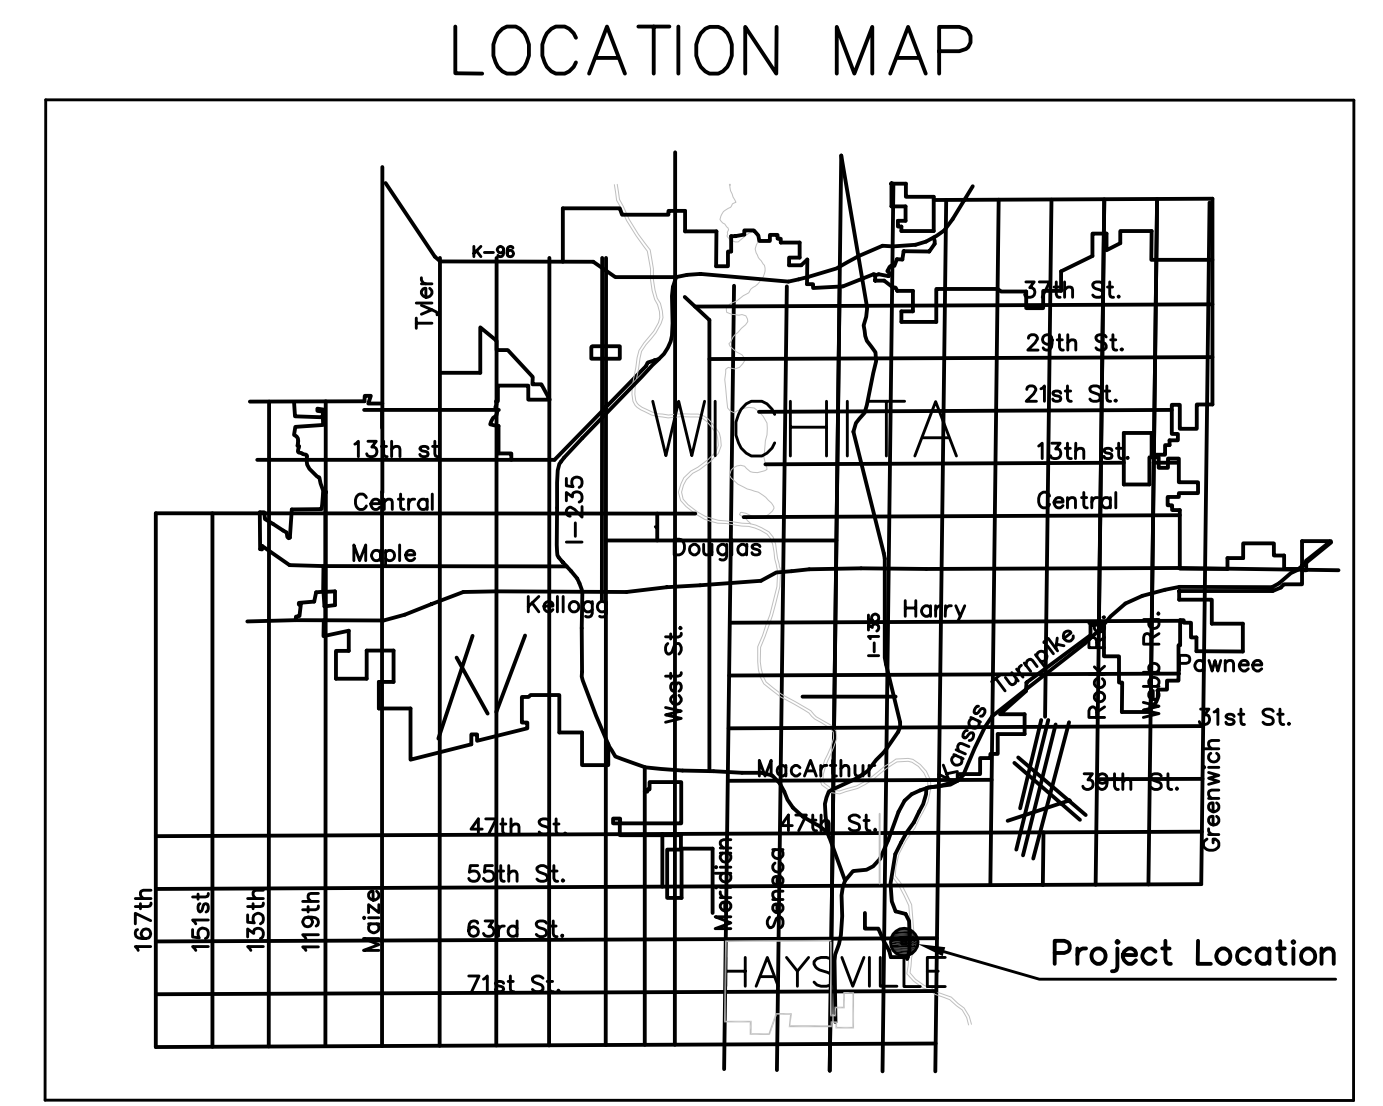 LOCATION MAP
K-96
Tyler
37th St.
29th St.
21st St.
WICHITA
13th st
13th st.
Central
Central
I-235
Maple
Douglas
Kellogg
Harry
I-135
Turnpike
Kansas
Rock Rd.
Webb Rd.
Pawnee
West St.
31st St.
MacArthur
39th St.
Greenwich
47th St.
47th St.
55th St.
Meridian
Seneca
167th
151st
135th
119th
Maize
63rd St.
Project Location
HAYSVILLE
71st St.